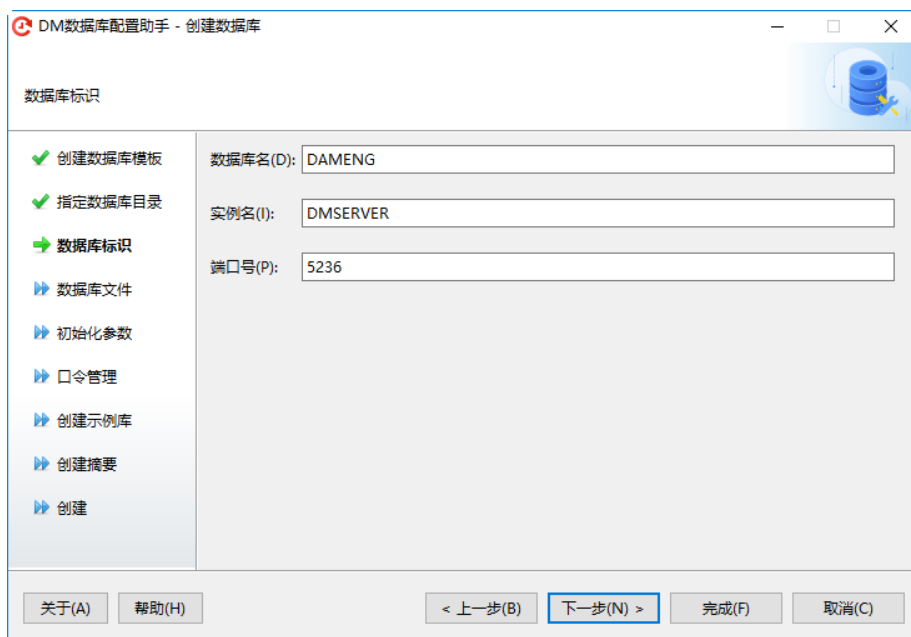 DM数据库配置助手 - 创建数据库
数据库标识
创建数据库模板
指定数据库目录
数据库标识
数据库文件
初始化参数
口令管理
创建示例库
创建摘要
创建
数据库名(D): DAMENG
实例名(I): DMSERVER
端口号(P): 5236
关于(A) 帮助(H) < 上一步(B) 下一步(N) > 完成(F) 取消(C)